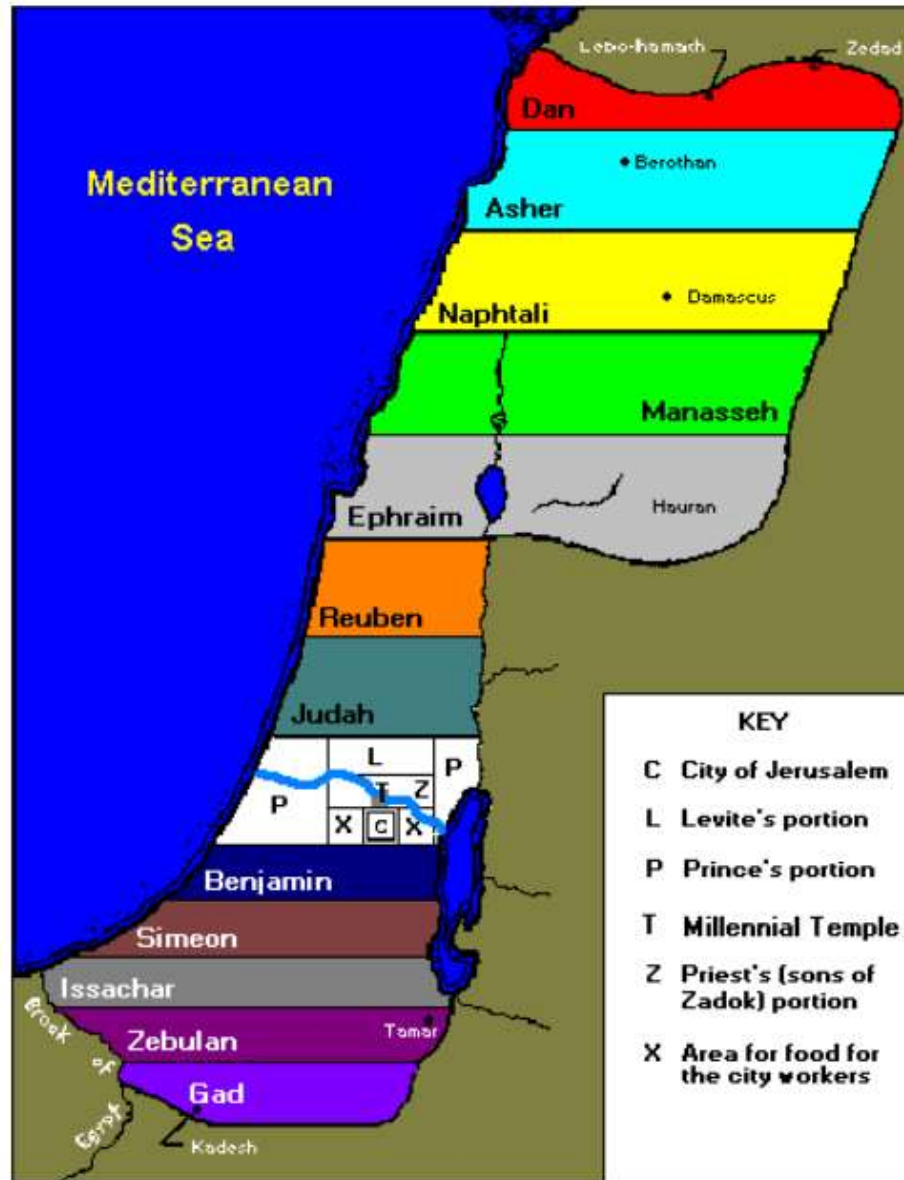 Lebo-hamath
Zedad
Dan
Berothan
Mediterranean
Sea
Asher
Damascus
Naphtali
Manasseh
Ephraim
Hauran
Reuben
Judah
L
P
T
Z
P
X
C
X
Benjamin
Simeon
Issachar
Zebulan
Tamar
Gad
Brook
of
Egypt
Kadesh
KEY
C City of Jerusalem
L Levite's portion
P Prince's portion
T Millennial Temple
Z Priest's (sons of
Zadok) portion
X Area for food for
the city workers